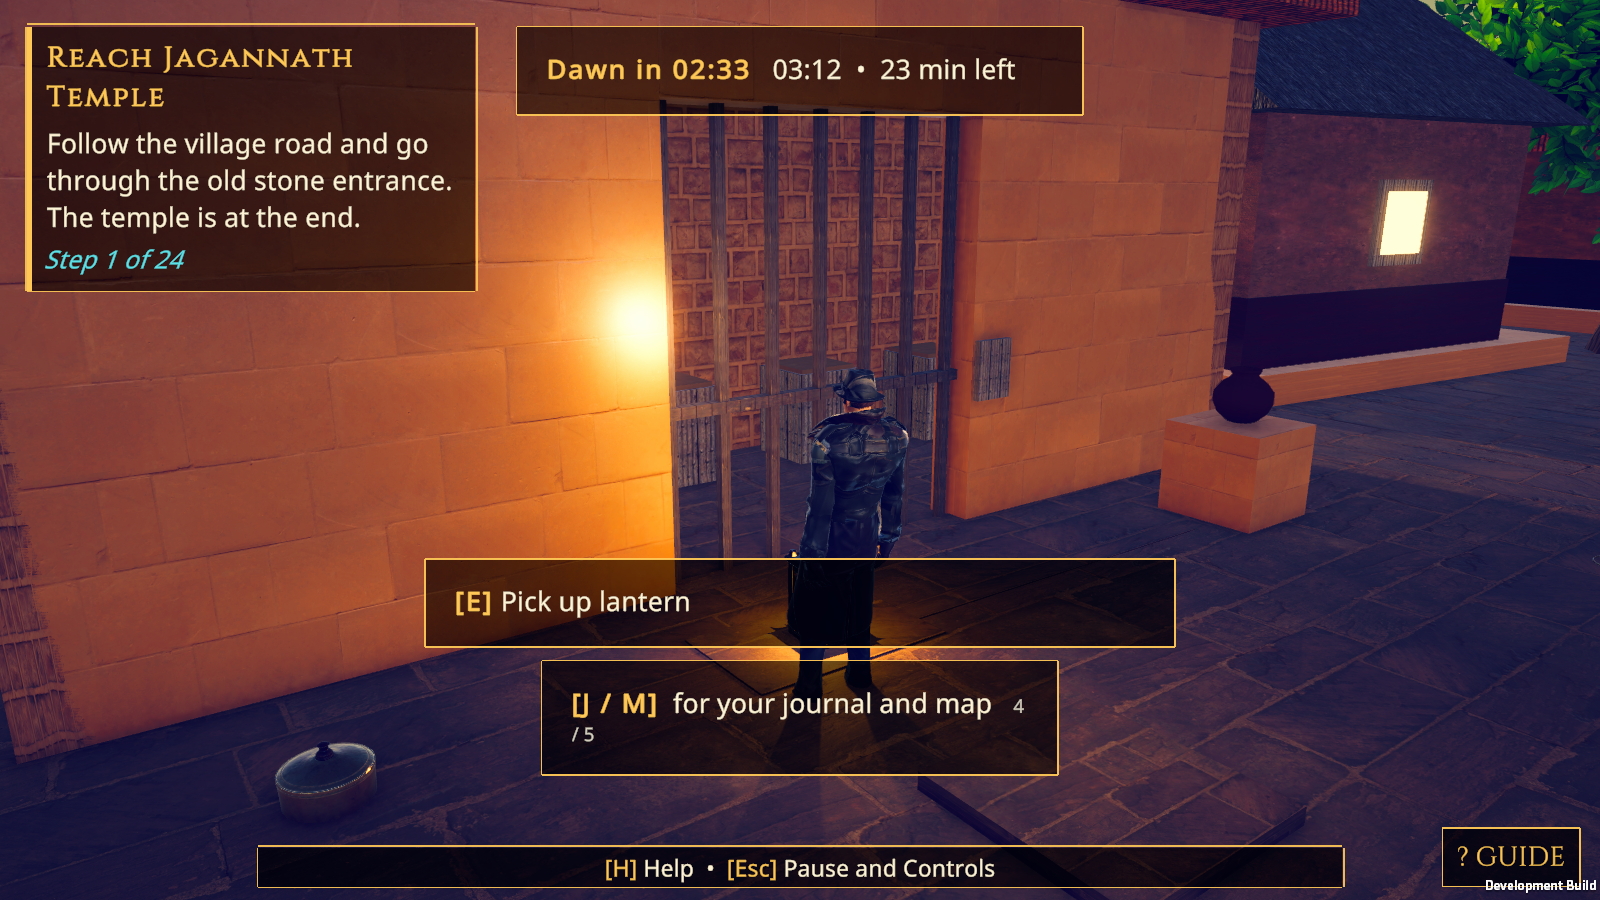 REACH JAGANNATH
TEMPLE
Follow the village road and go
through the old stone entrance.
The temple is at the end.
Step 1 of 24
Dawn in 02:33 03:12 • 23 min left
[E] Pick up lantern
[J / M] for your journal and map 4
/ 5
[H] Help • [Esc] Pause and Controls
? GUIDE
Development Build